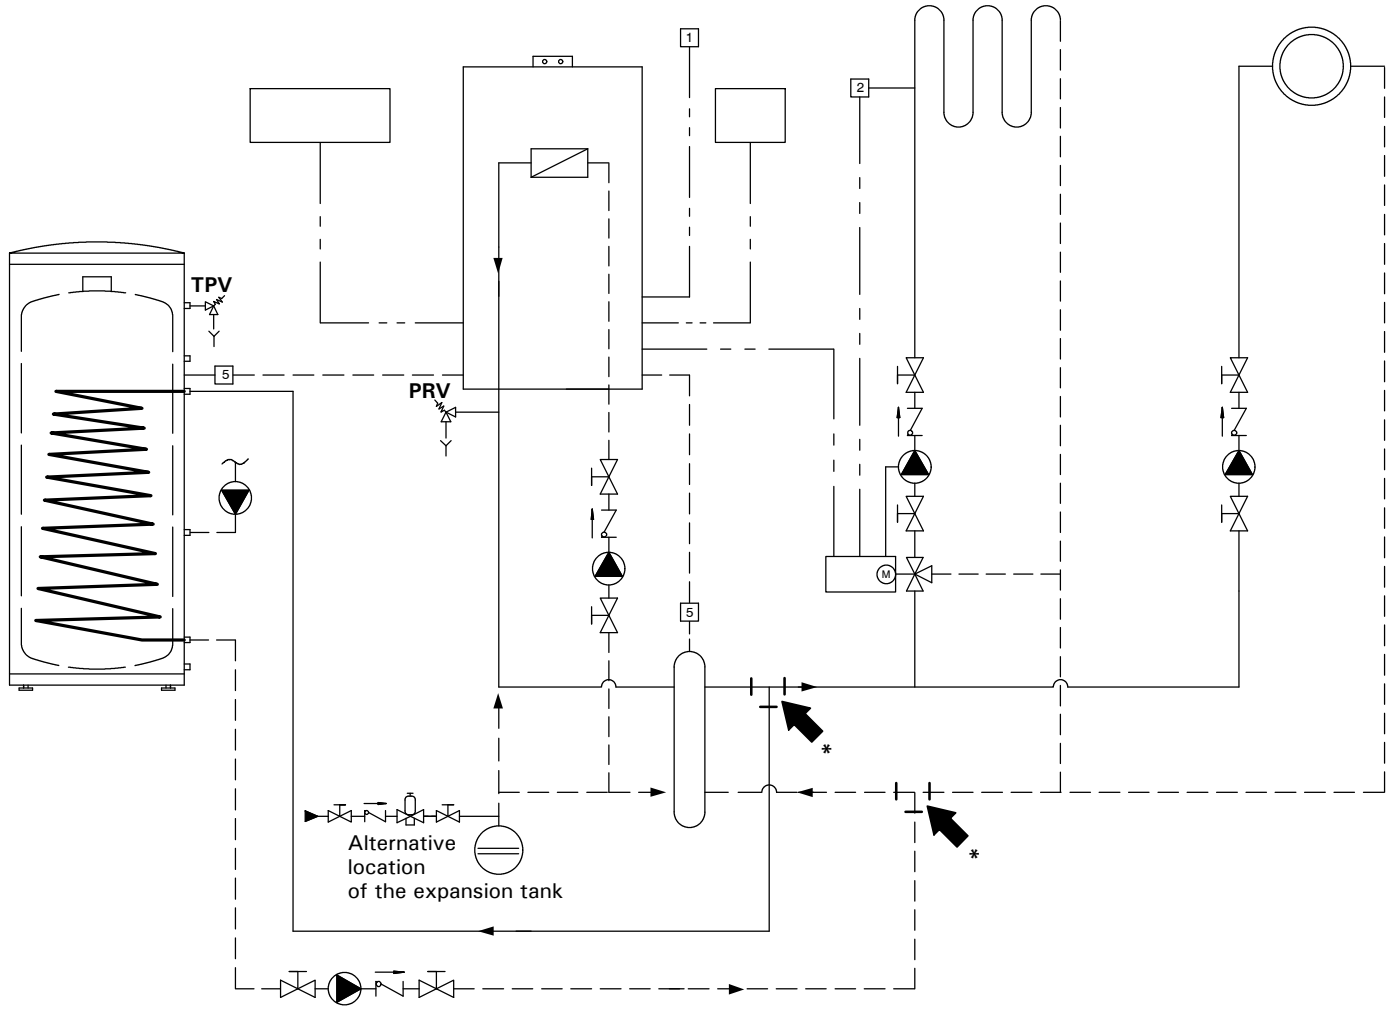 1
2
TPV
5
PRV
M
5
*
*
Alternative
location
of the expansion tank